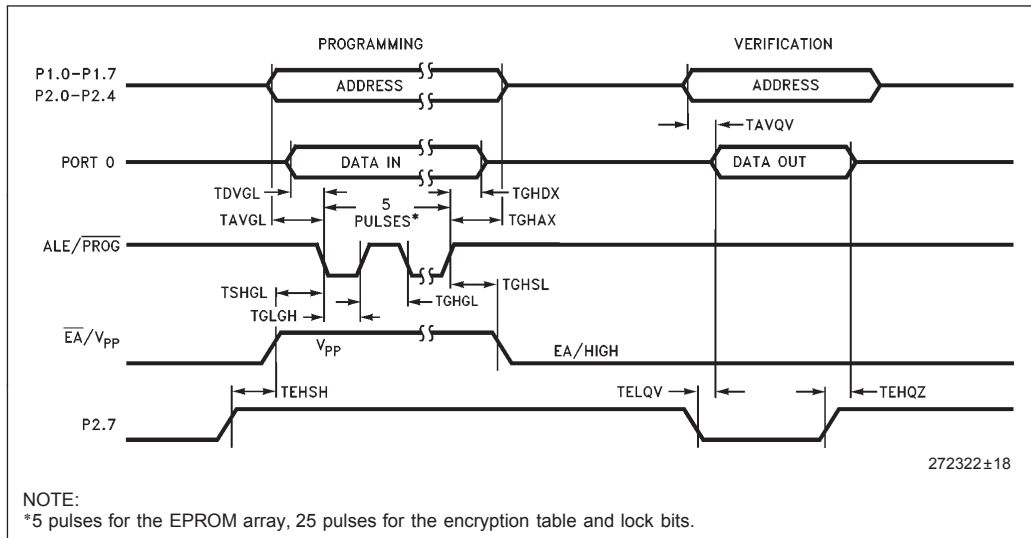 PROGRAMMING
VERIFICATION
P1.0–P1.7
P2.0–P2.4
ADDRESS
ADDRESS
TAVQV
PORT 0
DATA IN
DATA OUT
TDVGL
5
PULSES*
TGHDX
TAVGL
TGHAX
ALE/PROG
TSHGL
TGHGL
TGHSL
TGLGH
EA/VPP
VPP
EA/HIGH
TEHSH
TELQV
TEHQZ
P2.7
272322±18
NOTE:
*5 pulses for the EPROM array, 25 pulses for the encryption table and lock bits.